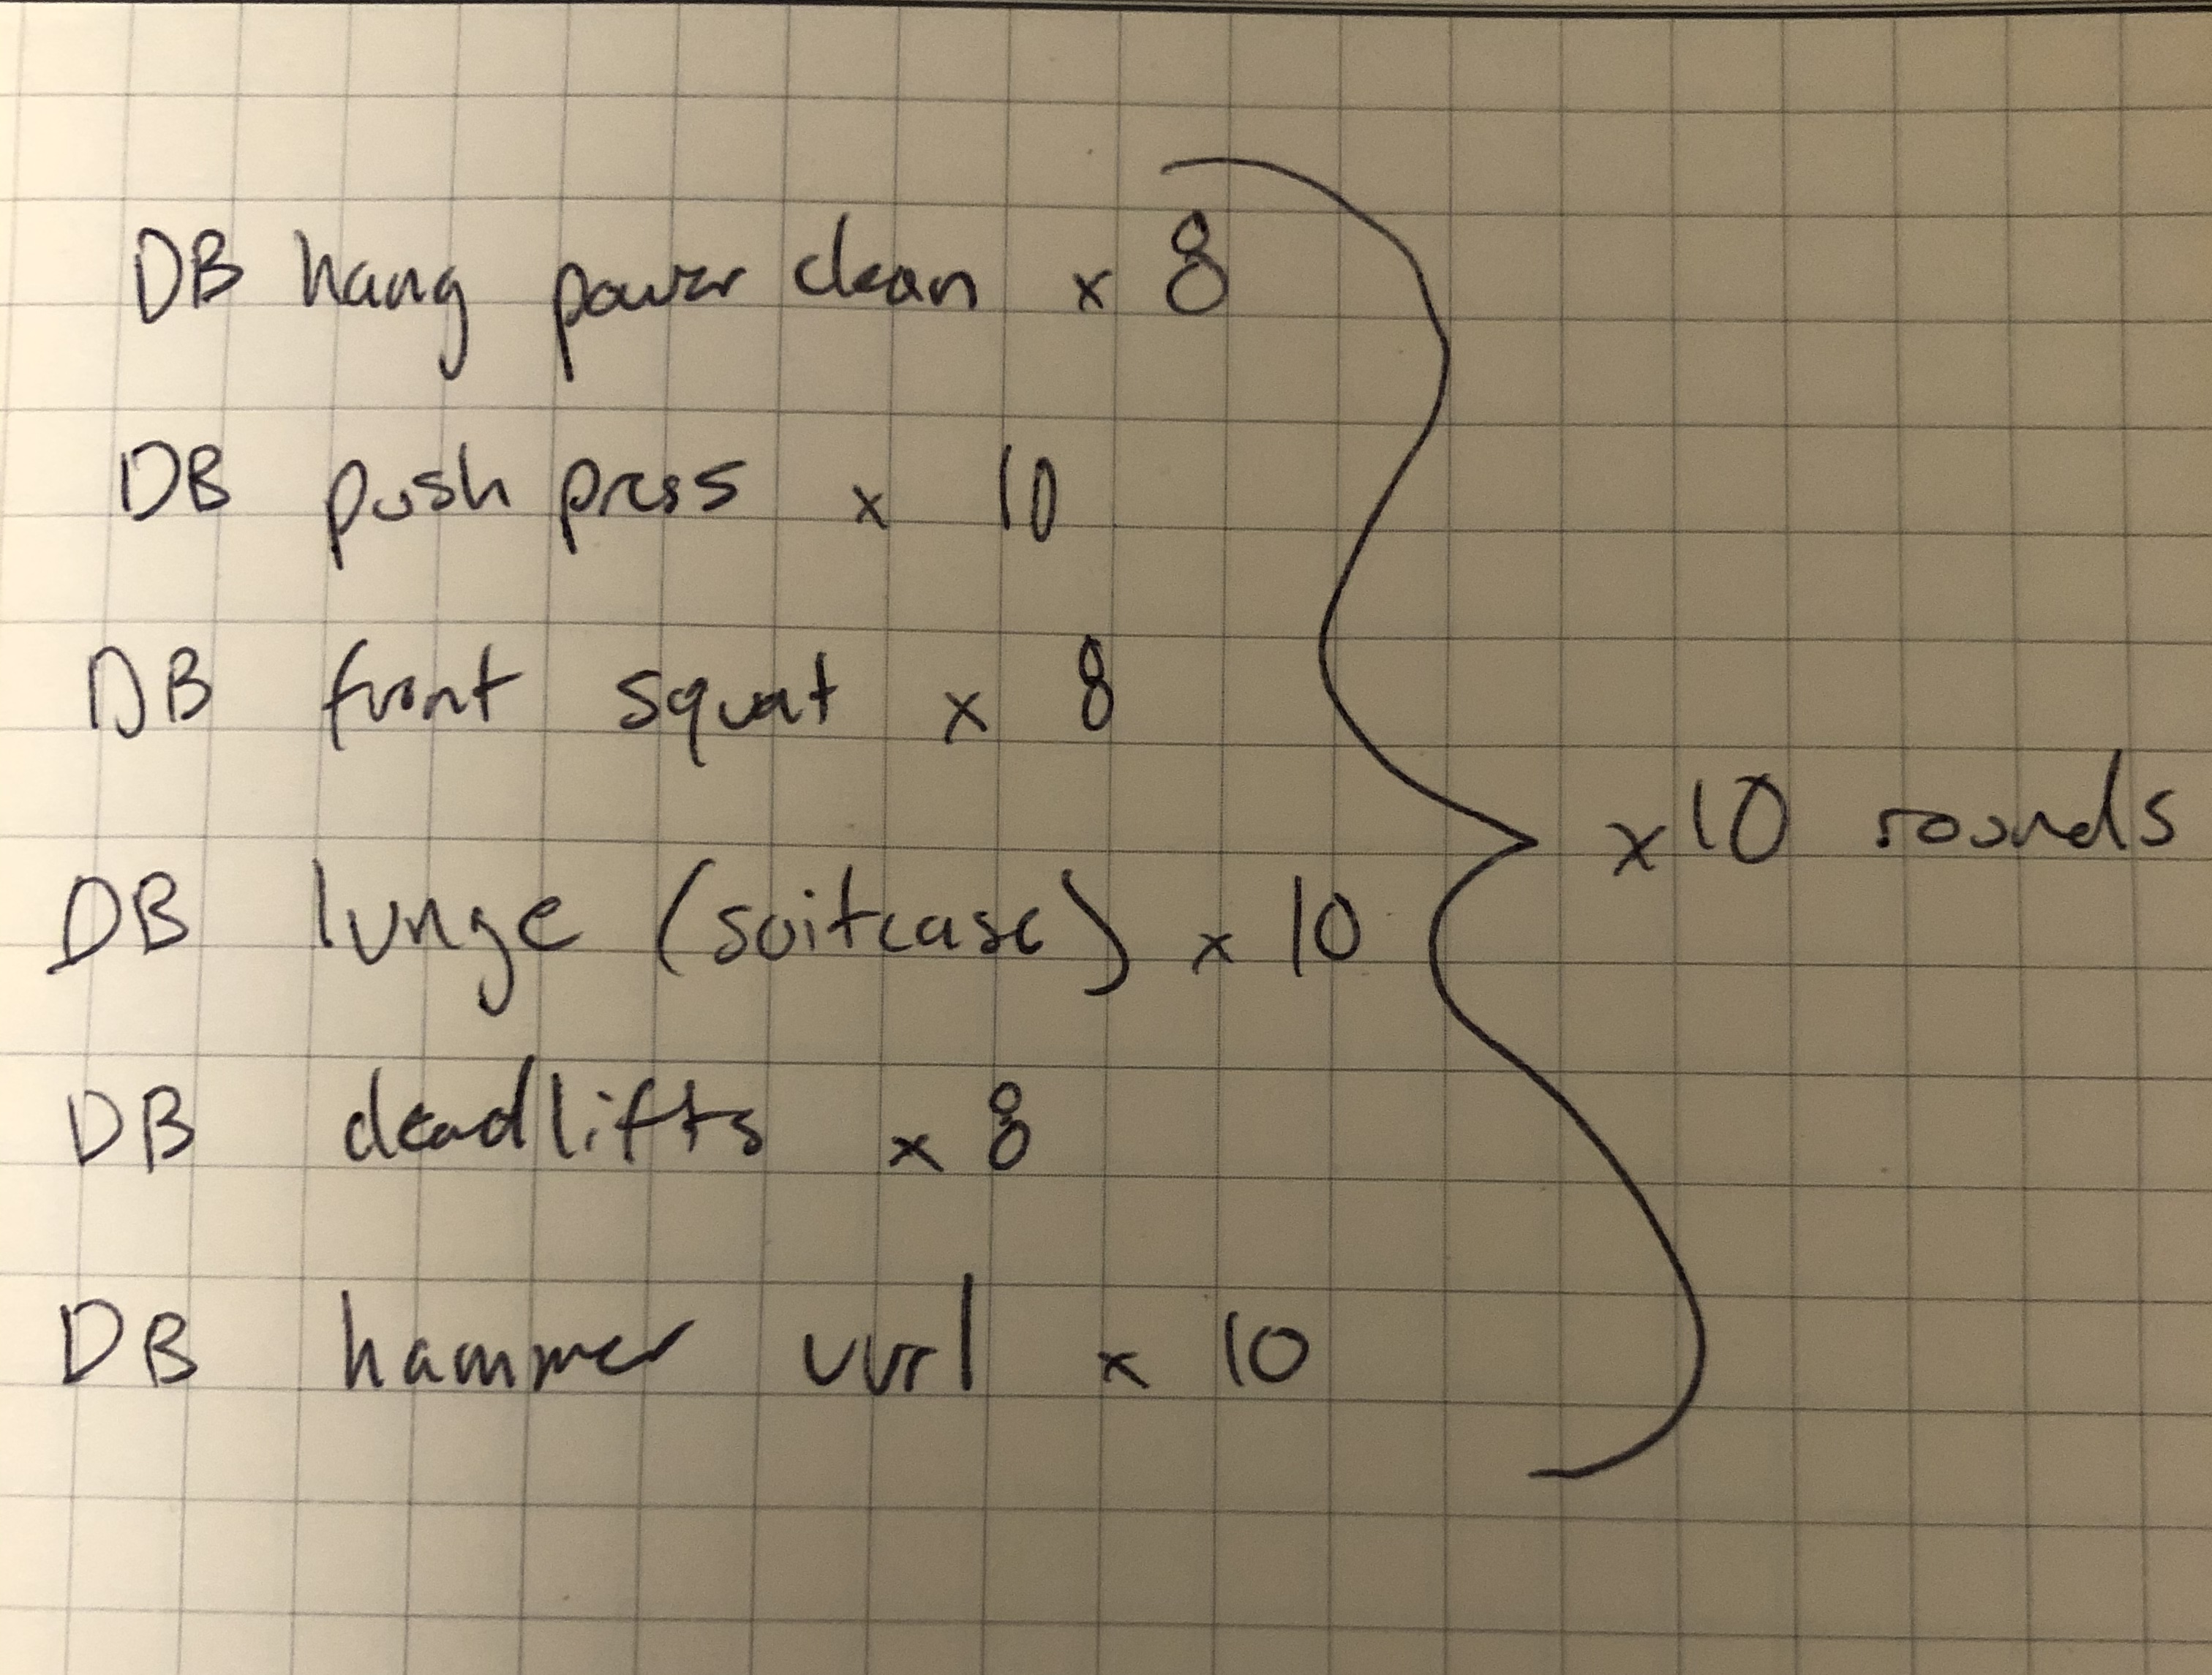 DB hang power clean x 8
DB push press x 10
DB front squat x 8
x 10 rounds
DB lunge (suitcase) x 10
DB deadlifts x 8
DB hammer curl x 10